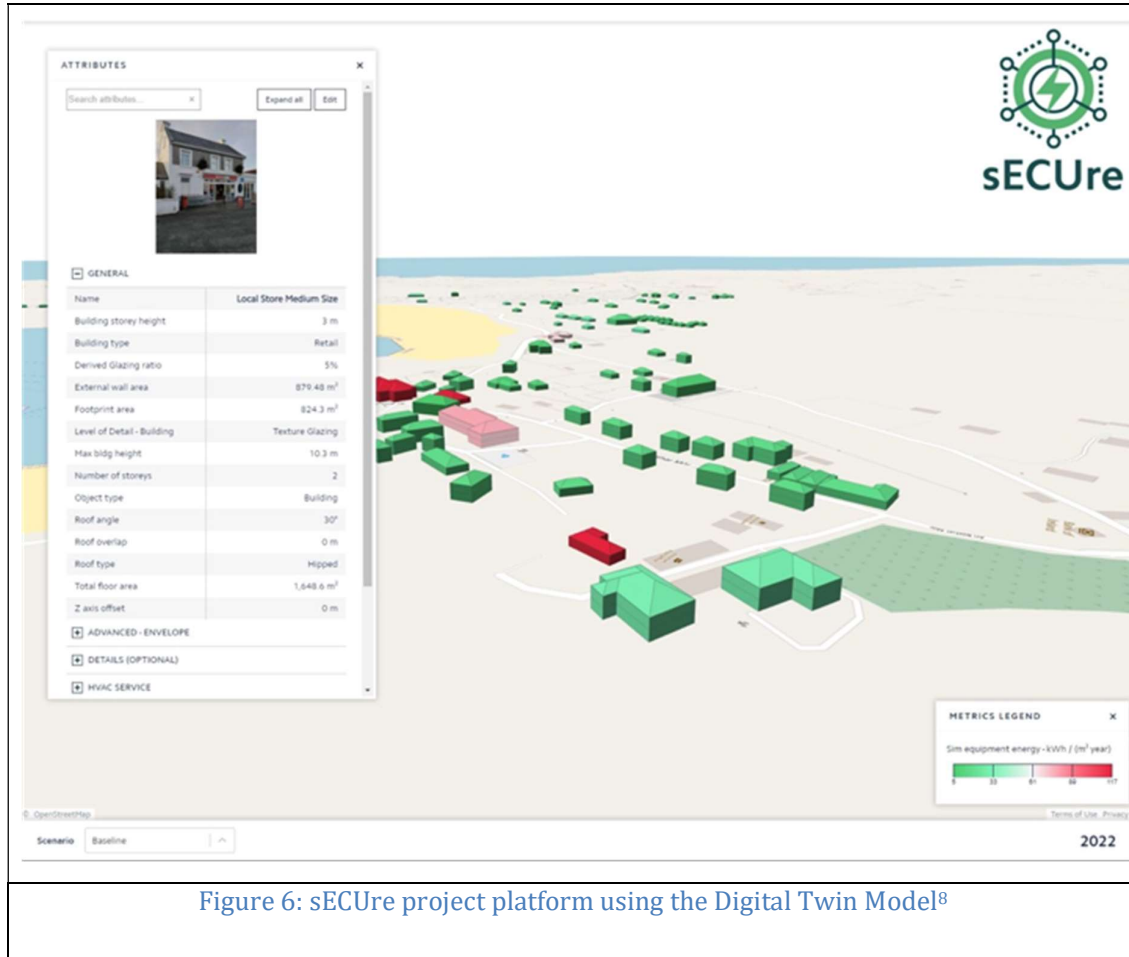 ATTRIBUTES ×
Search attributes... × Expand all Edit
sECUre
GENERAL
Name Local Store Medium Size
Building storey height 3 m
Building type Retail
Derived Glazing ratio 5%
External wall area 879.48 m²
Footprint area 824.3 m²
Level of Detail - Building Texture Glazing
Max bldg height 10.3 m
Number of storeys 2
Object type Building
Roof angle 30°
Roof overlap 0 m
Roof type Hipped
Total floor area 1,648.6 m²
Z axis offset 0 m
ADVANCED - ENVELOPE
DETAILS (OPTIONAL)
HVAC SERVICE
METRICS LEGEND ×
Sim equipment energy - kWh / (m² year)
5 33 61 89 117
© OpenStreetMap Terms of Use Privacy
Scenario Baseline 2022
Figure 6: sECUre project platform using the Digital Twin Model⁸